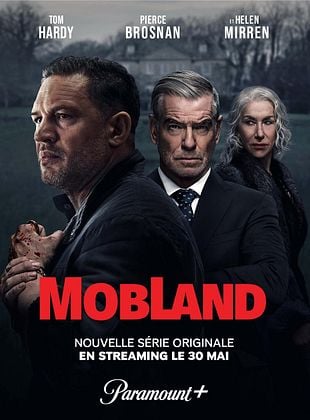 TOM
HARDY
PIERCE
BROSNAN
ET HELEN
MIRREN
MOBLAND
NOUVELLE SÉRIE ORIGINALE
EN STREAMING LE 30 MAI
Paramount+